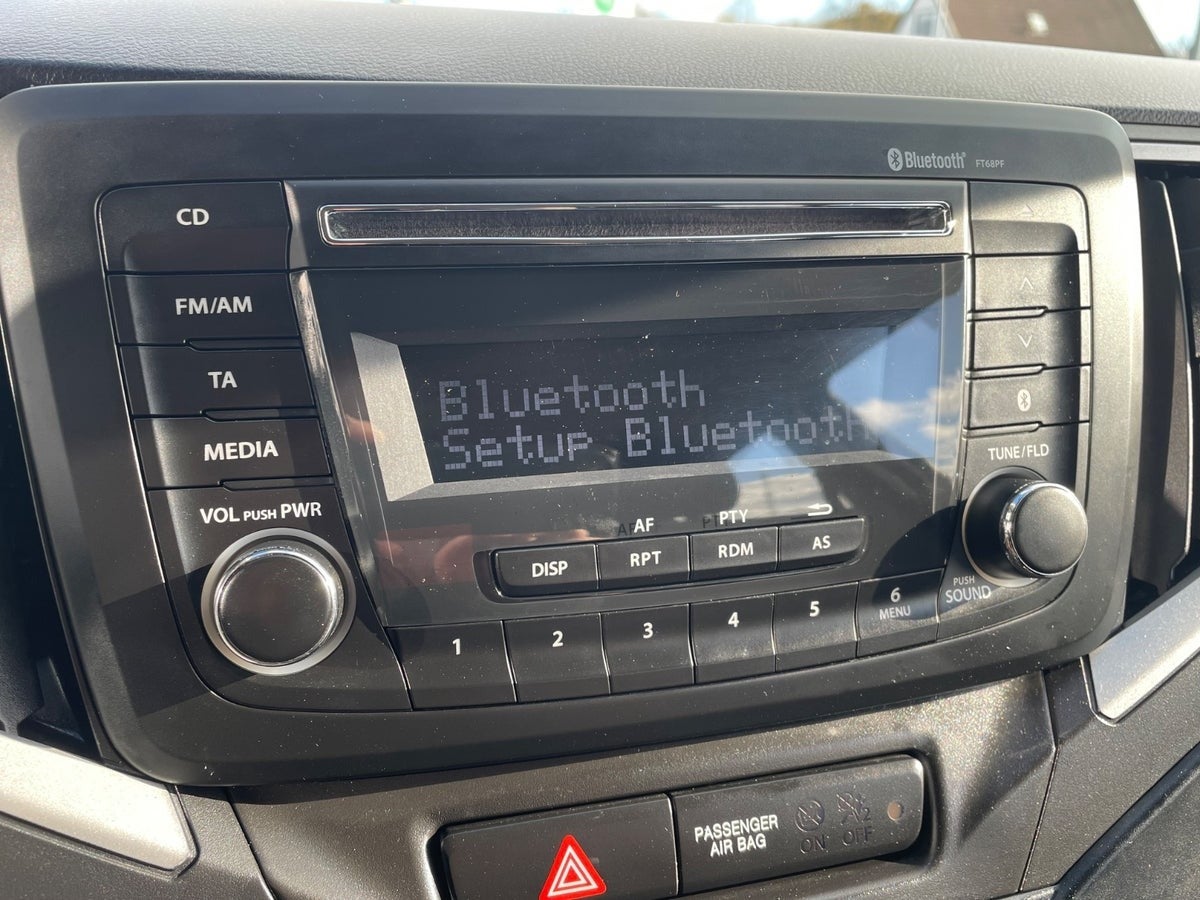 Bluetooth FT68PF
CD
FM/AM
TA
MEDIA
VOL PUSH PWR
Bluetooth
Setup Bluetooth
TUNE/FLD
AF
PTY
DISP
RPT
RDM
AS
1
2
3
4
5
6
MENU
PUSH
SOUND
PASSENGER
AIR BAG
ON
OFF
2